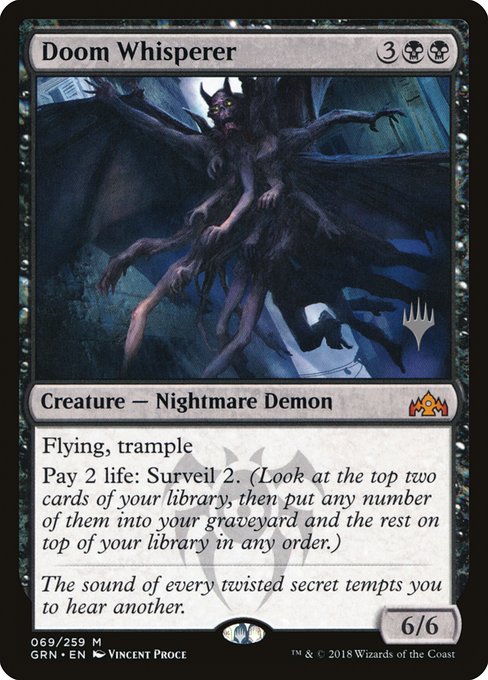 Doom Whisperer 3
Creature — Nightmare Demon
Flying, trample
Pay 2 life: Surveil 2. (Look at the top two
cards of your library, then put any number
of them into your graveyard and the rest on
top of your library in any order.)
The sound of every twisted secret tempts you
to hear another.
6/6
069/259 M
GRN • EN VINCENT PROCE
™ & © 2018 Wizards of the Coast